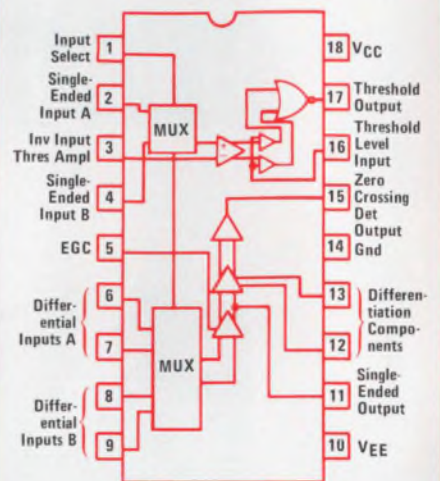 Input
Select
1
Single-
Ended
Input A
2
Inv Input
Thres Ampl
3
Single-
Ended
Input B
4
EGC
5
Differ-
ential
Inputs A
6
7
Differ-
ential
Inputs B
8
9
MUX
MUX
18
VCC
17
Threshold
Output
16
Threshold
Level
Input
15
Zero
Crossing
Det
Output
14
Gnd
13
12
Differen-
tiation
Compo-
nents
11
Single-
Ended
Output
10
VEE